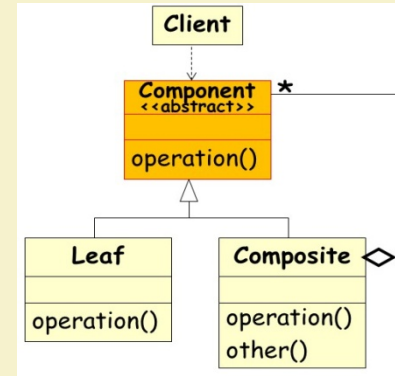 Client
Component
<<abstract>>
*
operation()
Leaf
operation()
Composite
operation()
other()